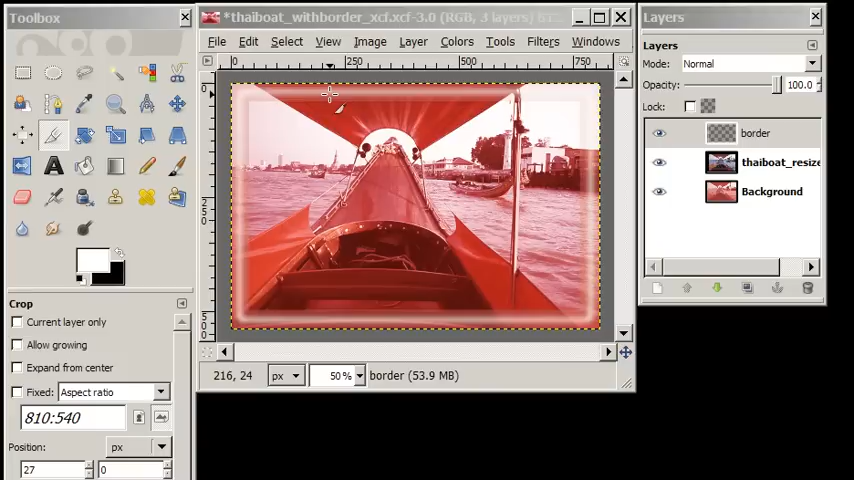 Toolbox
Crop
Current layer only
Allow growing
Expand from center
Fixed: Aspect ratio
810:540
Position: px
27 0
*thaiboat_withborder_xcf.xcf-3.0 (RGB, 3 layers)
File Edit Select View Image Layer Colors Tools Filters Windows
0 250 500 750
0
250
500
216, 24 px 50% border (53.9 MB)
Layers
Layers
Mode: Normal
Opacity: 100.0
Lock:
border
thaiboat_resize
Background